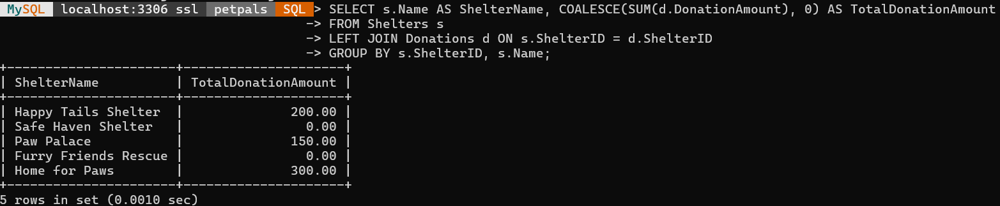 MySQL localhost:3306 ssl petpals SQL > SELECT s.Name AS ShelterName, COALESCE(SUM(d.DonationAmount), 0) AS TotalDonationAmount
-> FROM Shelters s
-> LEFT JOIN Donations d ON s.ShelterID = d.ShelterID
-> GROUP BY s.ShelterID, s.Name;
+----------------------+---------------------+
| ShelterName          | TotalDonationAmount |
+----------------------+---------------------+
| Happy Tails Shelter  |              200.00 |
| Safe Haven Shelter   |                0.00 |
| Paw Palace           |              150.00 |
| Furry Friends Rescue |                0.00 |
| Home for Paws        |              300.00 |
+----------------------+---------------------+
5 rows in set (0.0010 sec)